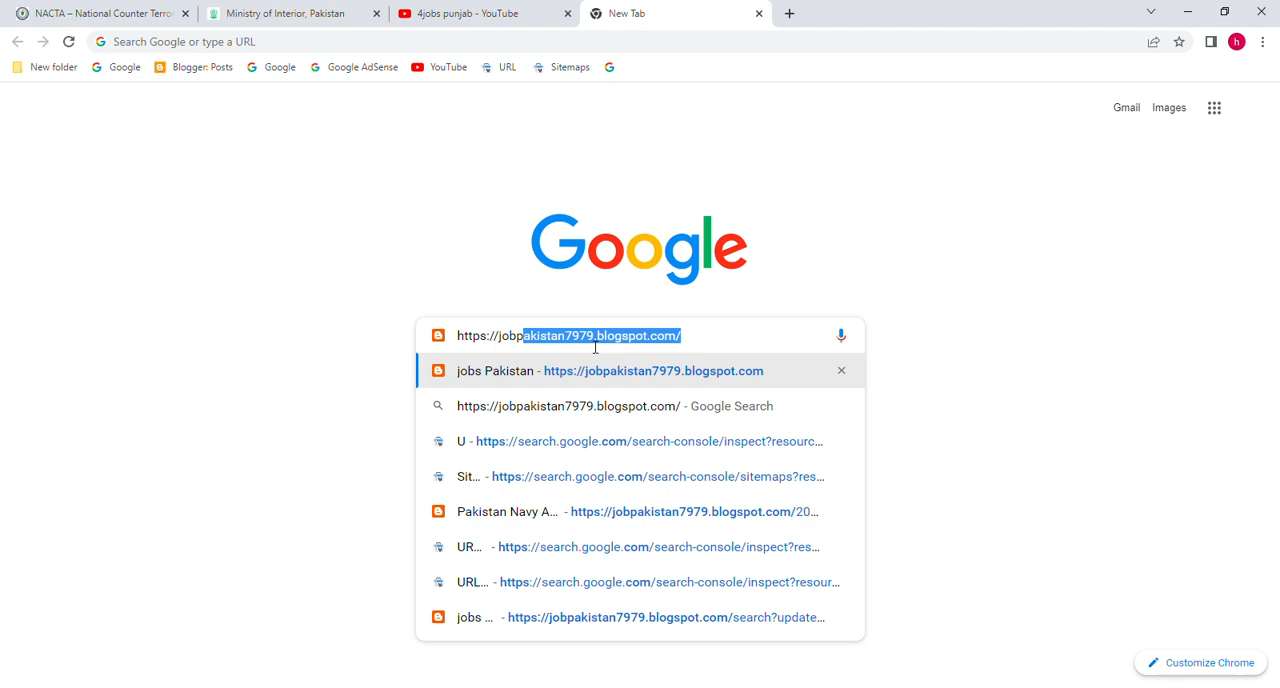 NACTA – National Counter Terro
Ministry of Interior, Pakistan
4jobs punjab - YouTube
New Tab
Search Google or type a URL
h
New folder
Google
Blogger: Posts
Google
Google AdSense
YouTube
URL
Sitemaps
Gmail
Images
Google
https://jobpakistan7979.blogspot.com/
jobs Pakistan - https://jobpakistan7979.blogspot.com
https://jobpakistan7979.blogspot.com/ - Google Search
U - https://search.google.com/search-console/inspect?resourc...
Sit... - https://search.google.com/search-console/sitemaps?res...
Pakistan Navy A... - https://jobpakistan7979.blogspot.com/20...
UR... - https://search.google.com/search-console/inspect?res...
URL... - https://search.google.com/search-console/inspect?resour...
jobs ... - https://jobpakistan7979.blogspot.com/search?update...
Customize Chrome